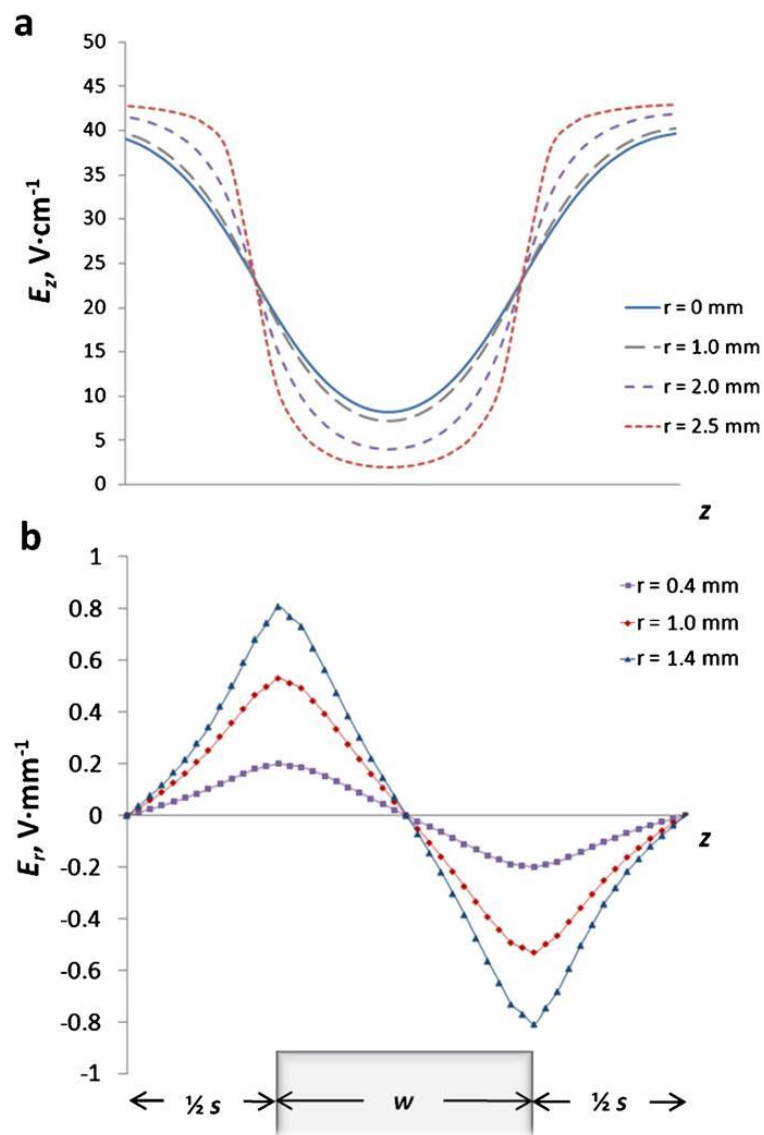 a
50
45
40
35
30
25
20
15
10
5
0
E_z, V·cm⁻¹
r = 0 mm
r = 1.0 mm
r = 2.0 mm
r = 2.5 mm
z
b
1
0.8
0.6
0.4
0.2
0
-0.2
-0.4
-0.6
-0.8
-1
E_r, V·mm⁻¹
r = 0.4 mm
r = 1.0 mm
r = 1.4 mm
z
½ s w ½ s